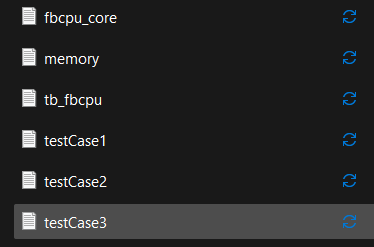 fbcpu_core
memory
tb_fbcpu
testCase1
testCase2
testCase3